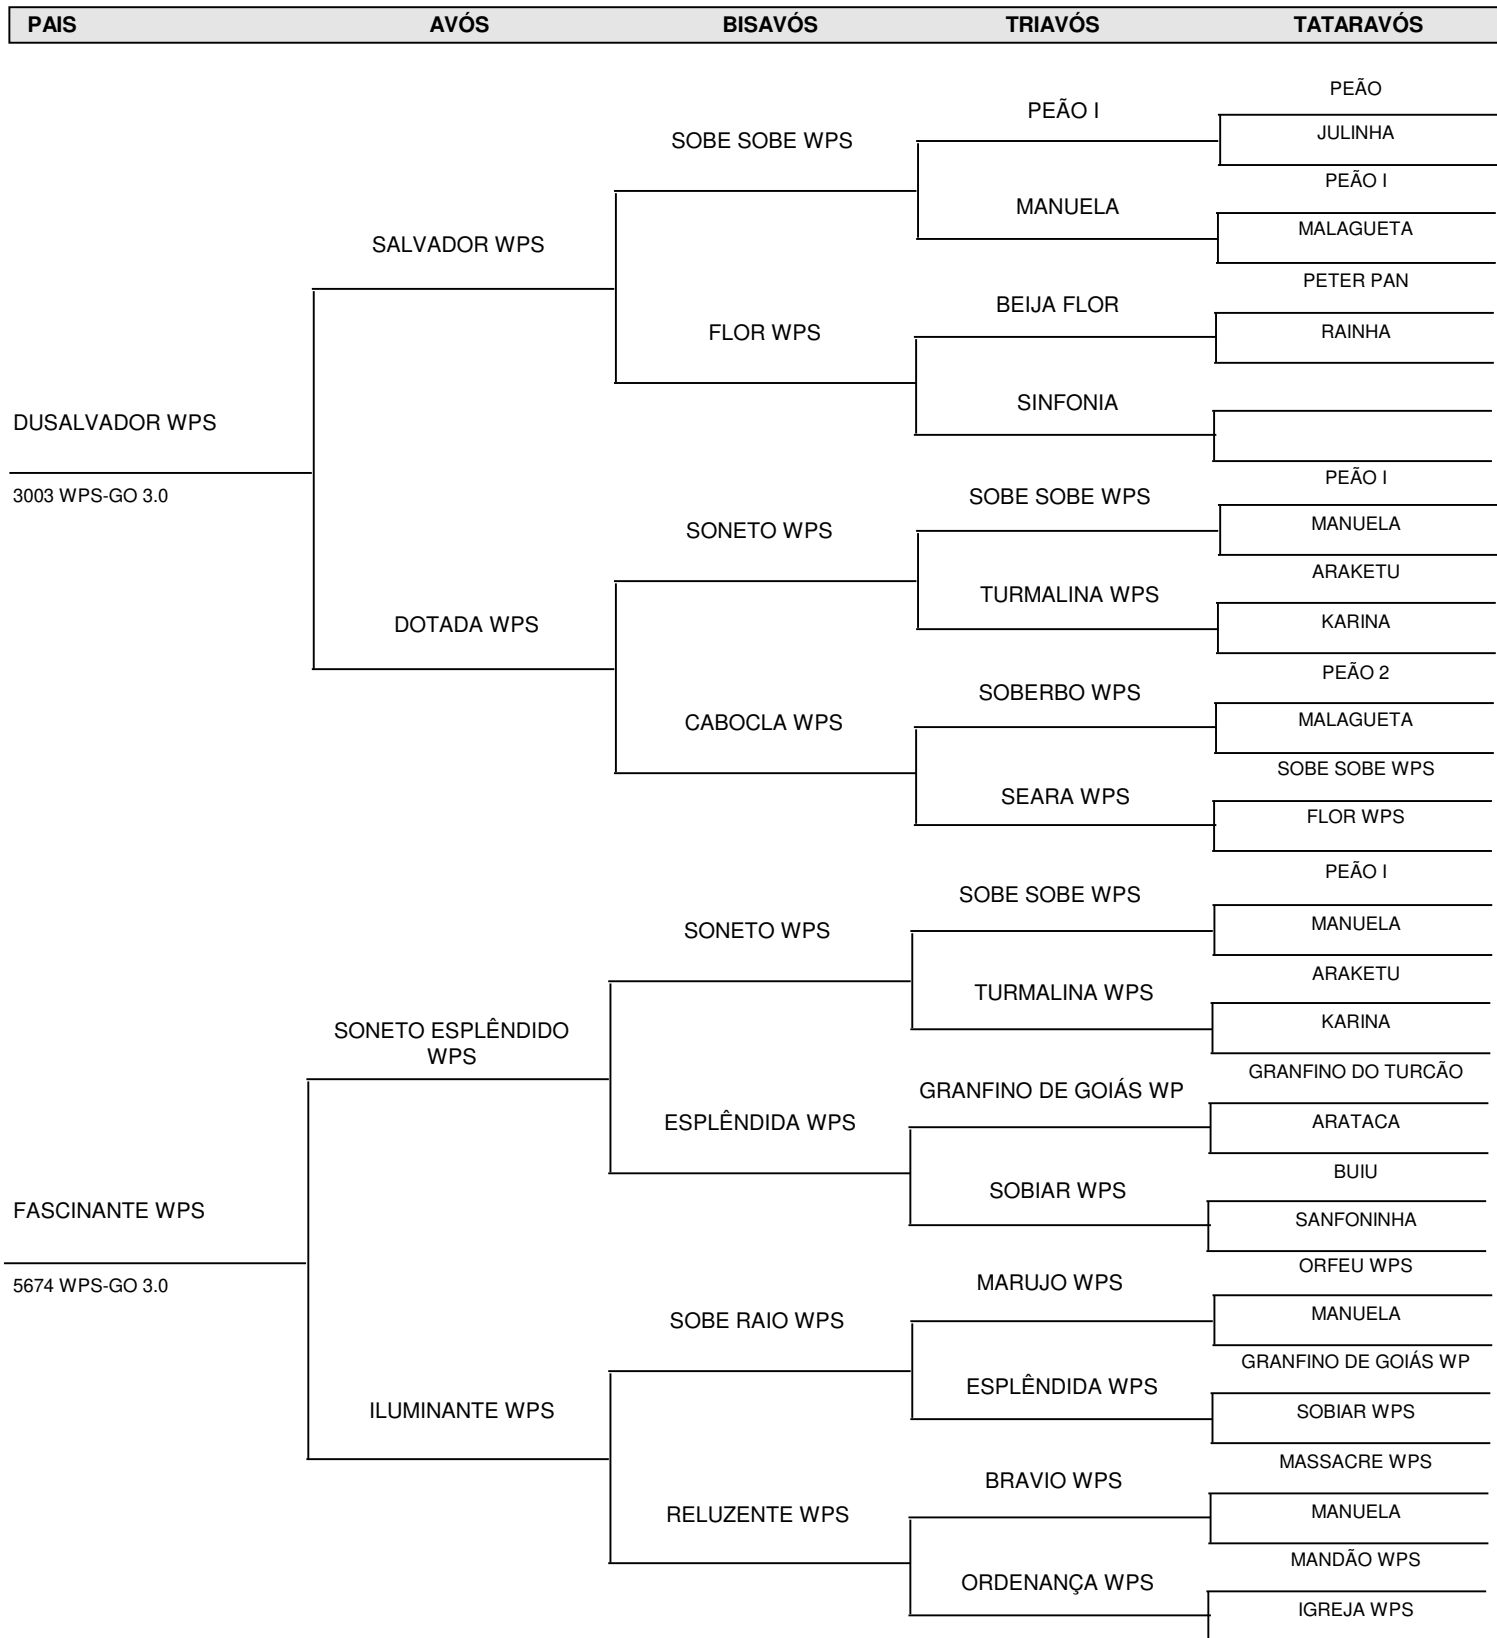 PAIS AVÓS BISAVÓS TRIAVÓS TATARAVÓS
PEÃO
PEÃO I
JULINHA
SOBE SOBE WPS
PEÃO I
MANUELA
MALAGUETA
SALVADOR WPS
PETER PAN
BEIJA FLOR
FLOR WPS
RAINHA
SINFONIA
DUSALVADOR WPS
3003 WPS-GO 3.0
PEÃO I
SOBE SOBE WPS
SONETO WPS
MANUELA
ARAKETU
TURMALINA WPS
DOTADA WPS
KARINA
PEÃO 2
SOBERBO WPS
CABOCLA WPS
MALAGUETA
SOBE SOBE WPS
SEARA WPS
FLOR WPS
PEÃO I
SOBE SOBE WPS
SONETO WPS
MANUELA
ARAKETU
TURMALINA WPS
SONETO ESPLÊNDIDO
WPS
KARINA
GRANFINO DO TURCÃO
GRANFINO DE GOIÁS WP
ESPLÊNDIDA WPS
ARATACA
BUIU
SOBIAR WPS
FASCINANTE WPS
SANFONINHA
5674 WPS-GO 3.0
ORFEU WPS
MARUJO WPS
SOBE RAIO WPS
MANUELA
GRANFINO DE GOIÁS WP
ESPLÊNDIDA WPS
ILUMINANTE WPS
SOBIAR WPS
MASSACRE WPS
BRAVIO WPS
RELUZENTE WPS
MANUELA
MANDÃO WPS
ORDENANÇA WPS
IGREJA WPS